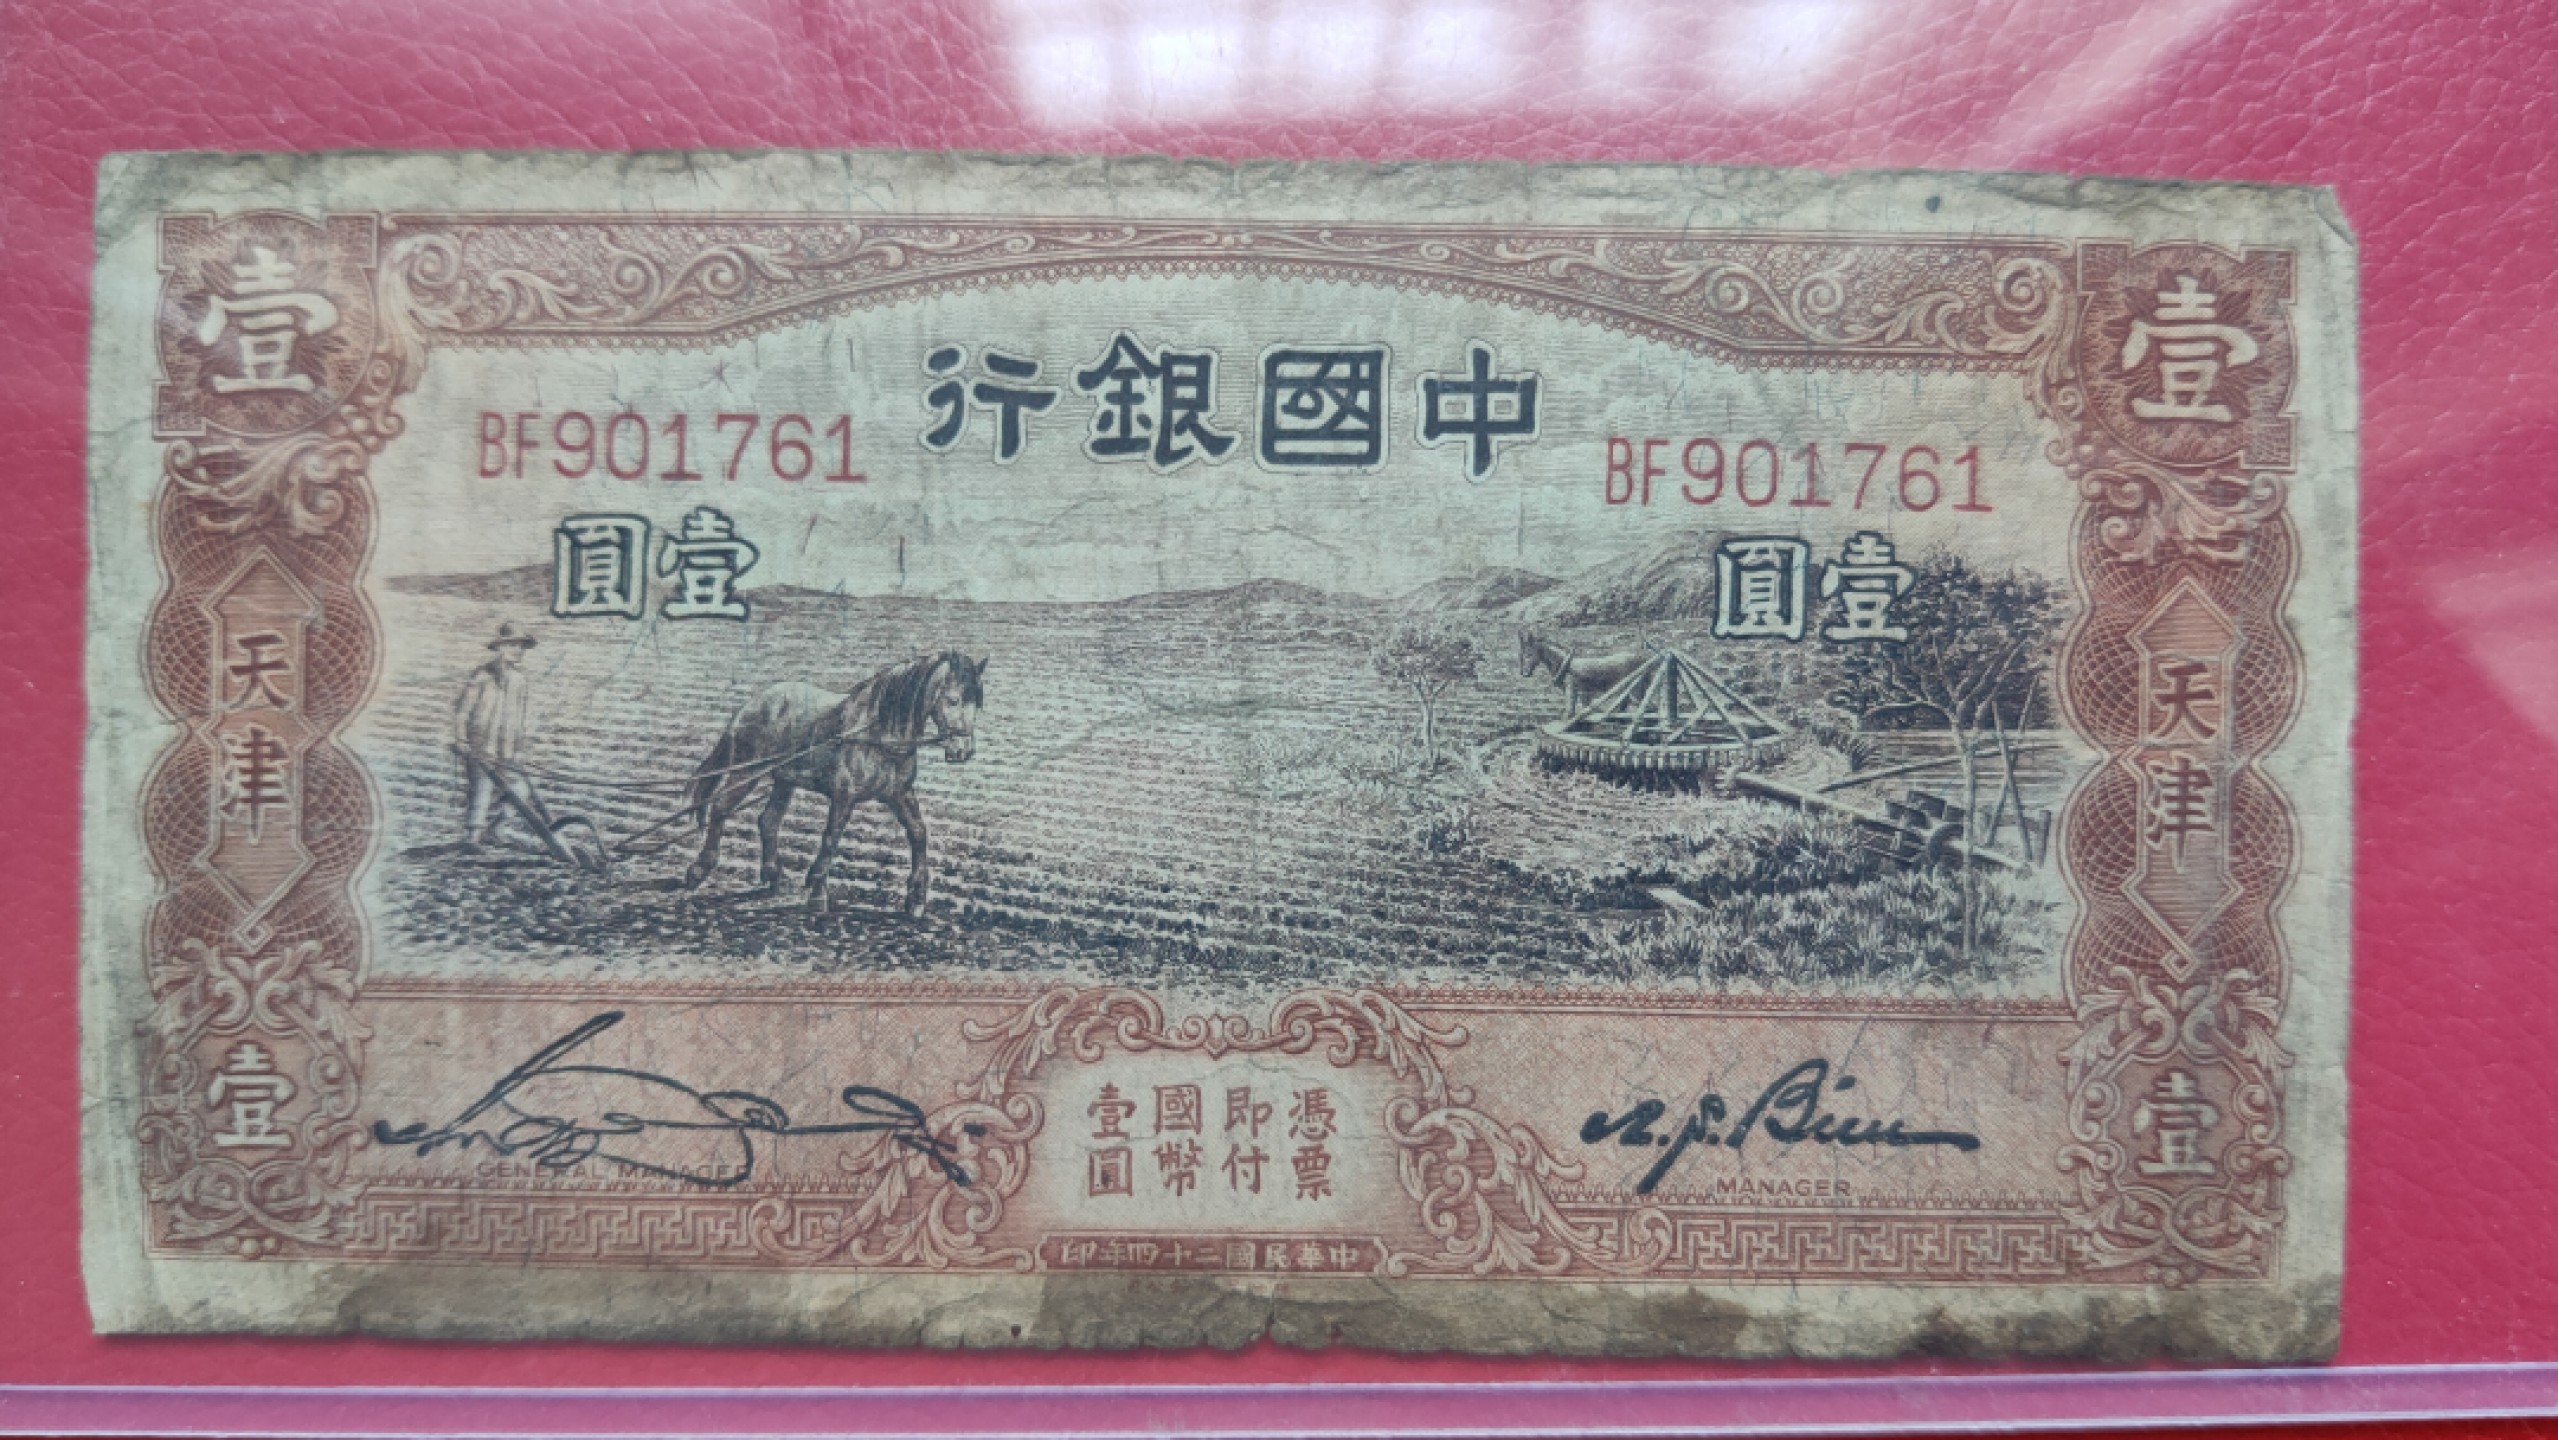 壹
壹
中國銀行
BF901761
BF901761
壹圓
壹圓
天津
天津
壹
壹
憑票
即付
國幣
壹圓
GENERAL MANAGER
MANAGER
中華民國二十四年印